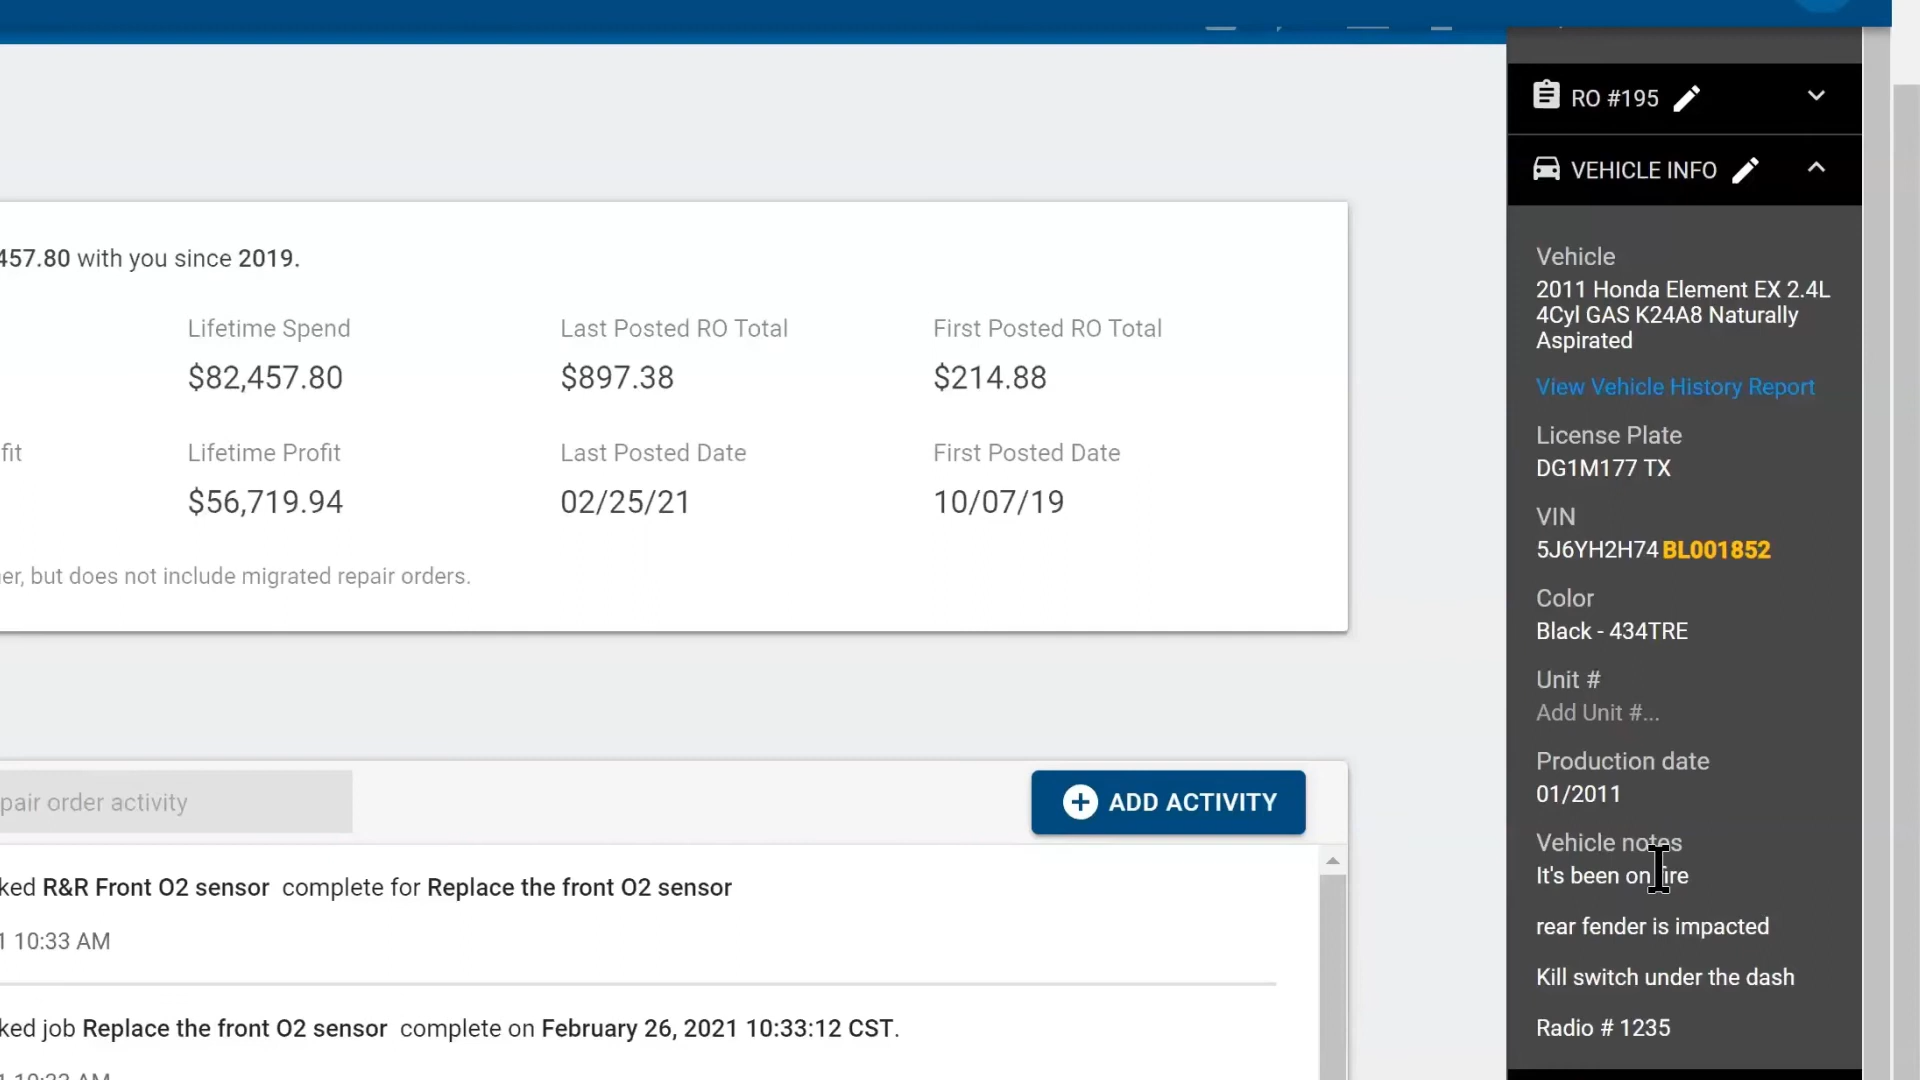 RO #195
VEHICLE INFO
457.80 with you since 2019.
Lifetime Spend
$82,457.80
Last Posted RO Total
$897.38
First Posted RO Total
$214.88
fit
Lifetime Profit
$56,719.94
Last Posted Date
02/25/21
First Posted Date
10/07/19
er, but does not include migrated repair orders.
pair order activity
ADD ACTIVITY
ked R&R Front O2 sensor complete for Replace the front O2 sensor
1 10:33 AM
ked job Replace the front O2 sensor complete on February 26, 2021 10:33:12 CST.
1 10:33 AM
Vehicle
2011 Honda Element EX 2.4L
4Cyl GAS K24A8 Naturally
Aspirated
View Vehicle History Report
License Plate
DG1M177 TX
VIN
5J6YH2H74BL001852
Color
Black - 434TRE
Unit #
Add Unit #...
Production date
01/2011
Vehicle notes
It's been on fire
rear fender is impacted
Kill switch under the dash
Radio # 1235